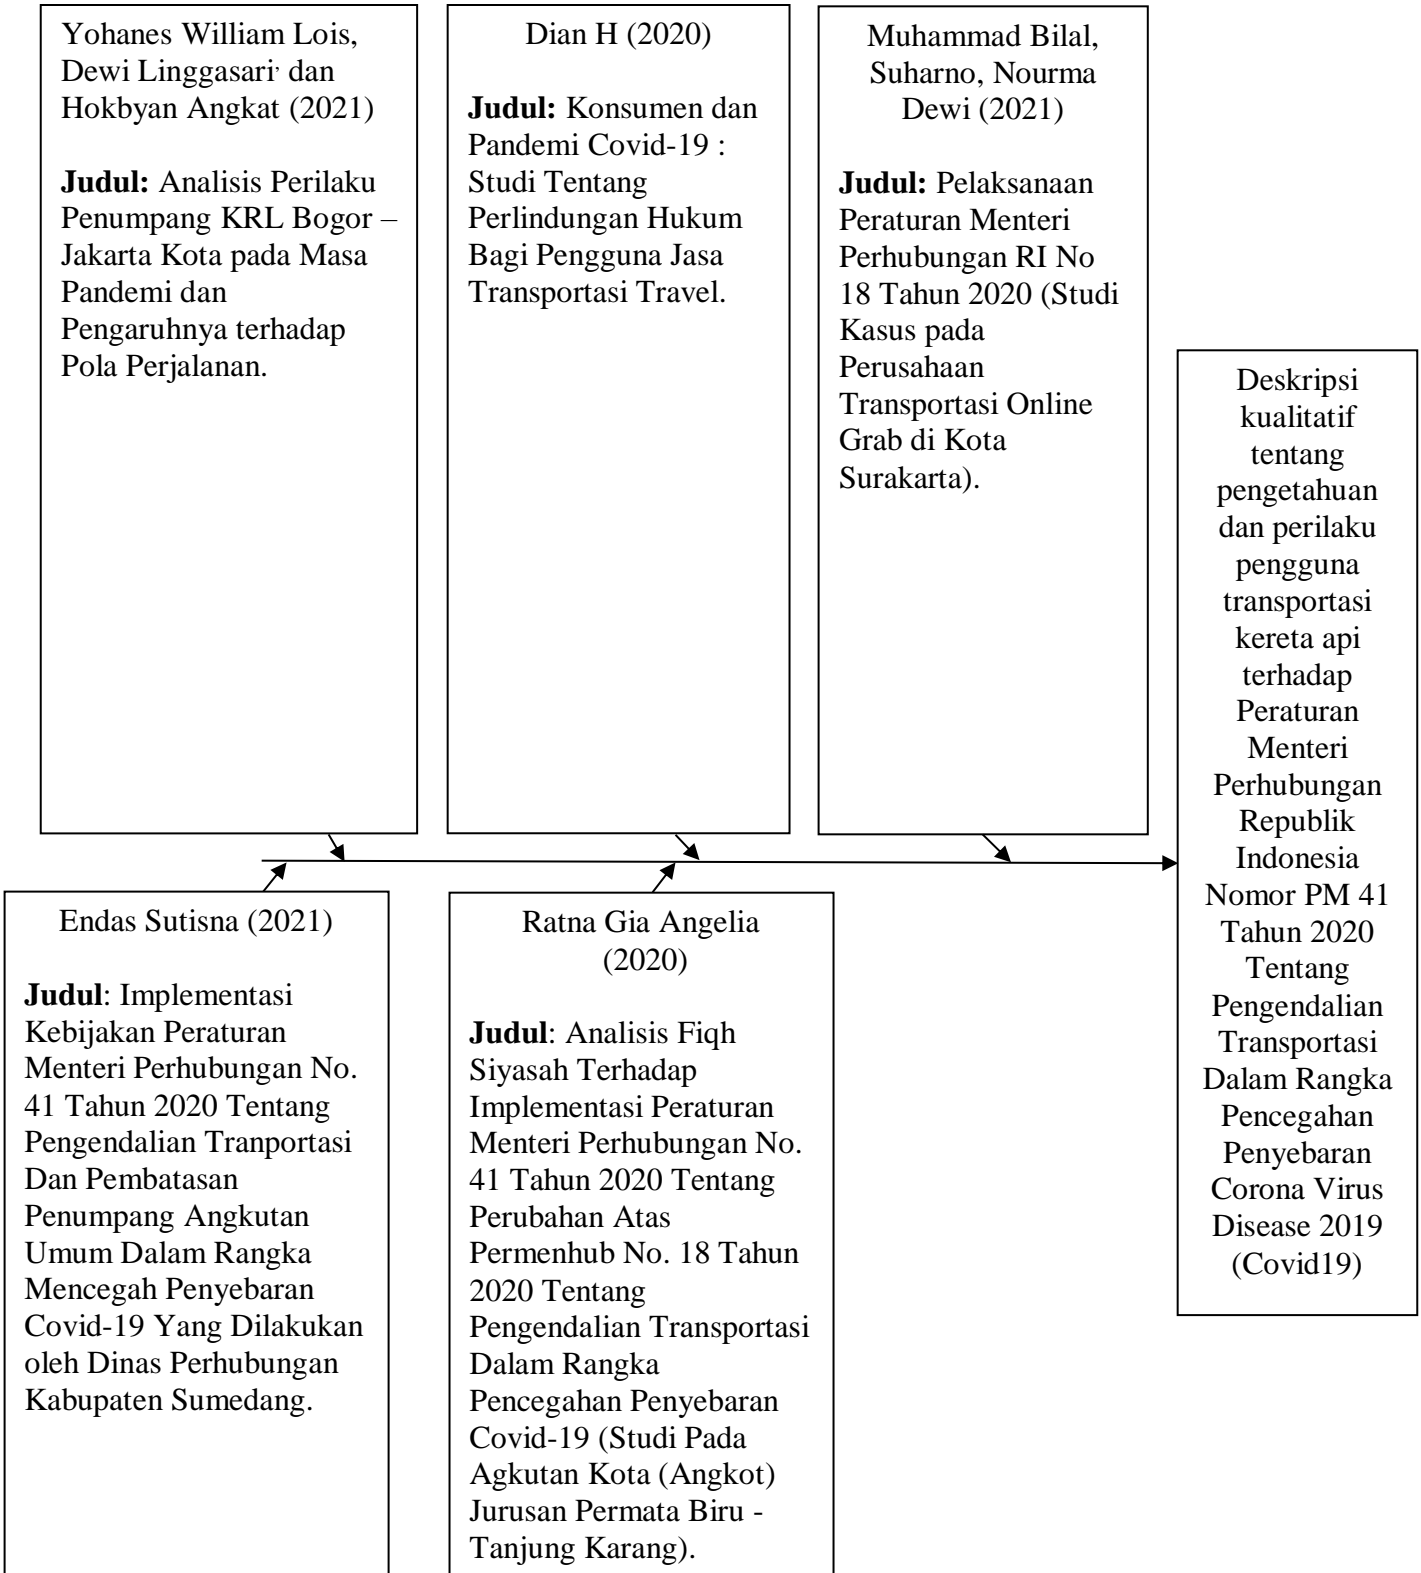 Yohanes William Lois,
Dewi Linggasari, dan
Hokbyan Angkat (2021)
Judul: Analisis Perilaku
Penumpang KRL Bogor –
Jakarta Kota pada Masa
Pandemi dan
Pengaruhnya terhadap
Pola Perjalanan.
Dian H (2020)
Judul: Konsumen dan
Pandemi Covid-19 :
Studi Tentang
Perlindungan Hukum
Bagi Pengguna Jasa
Transportasi Travel.
Muhammad Bilal,
Suharno, Nourma
Dewi (2021)
Judul: Pelaksanaan
Peraturan Menteri
Perhubungan RI No
18 Tahun 2020 (Studi
Kasus pada
Perusahaan
Transportasi Online
Grab di Kota
Surakarta).
Endas Sutisna (2021)
Judul: Implementasi
Kebijakan Peraturan
Menteri Perhubungan No.
41 Tahun 2020 Tentang
Pengendalian Tranportasi
Dan Pembatasan
Penumpang Angkutan
Umum Dalam Rangka
Mencegah Penyebaran
Covid-19 Yang Dilakukan
oleh Dinas Perhubungan
Kabupaten Sumedang.
Ratna Gia Angelia
(2020)
Judul: Analisis Fiqh
Siyasah Terhadap
Implementasi Peraturan
Menteri Perhubungan No.
41 Tahun 2020 Tentang
Perubahan Atas
Permenhub No. 18 Tahun
2020 Tentang
Pengendalian Transportasi
Dalam Rangka
Pencegahan Penyebaran
Covid-19 (Studi Pada
Agkutan Kota (Angkot)
Jurusan Permata Biru -
Tanjung Karang).
Deskripsi
kualitatif
tentang
pengetahuan
dan perilaku
pengguna
transportasi
kereta api
terhadap
Peraturan
Menteri
Perhubungan
Republik
Indonesia
Nomor PM 41
Tahun 2020
Tentang
Pengendalian
Transportasi
Dalam Rangka
Pencegahan
Penyebaran
Corona Virus
Disease 2019
(Covid19)